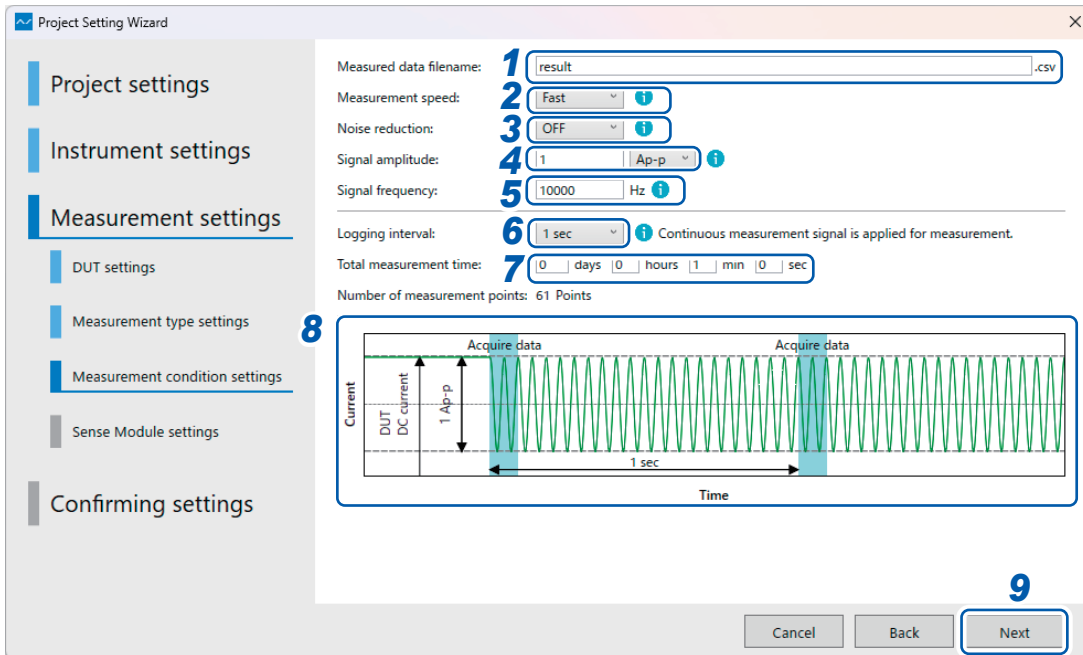 Project Setting Wizard
Project settings
Instrument settings
Measurement settings
DUT settings
Measurement type settings
Measurement condition settings
Sense Module settings
Confirming settings
Measured data filename: 1 result .csv
Measurement speed: 2 Fast
Noise reduction: 3 OFF
Signal amplitude: 4 1 Ap-p
Signal frequency: 5 10000 Hz
Logging interval: 6 1 sec Continuous measurement signal is applied for measurement.
Total measurement time: 7 0 days 0 hours 1 min 0 sec
Number of measurement points: 61 Points
8
Acquire data Acquire data
Current
DUT
DC current
1 Ap-p
1 sec
Time
9
Cancel Back Next